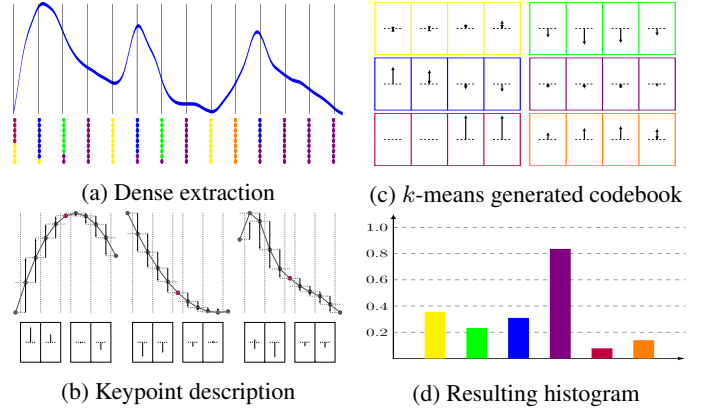 (a) Dense extraction
(b) Keypoint description
(c) k-means generated codebook
1.0
0.8
0.6
0.4
0.2
(d) Resulting histogram